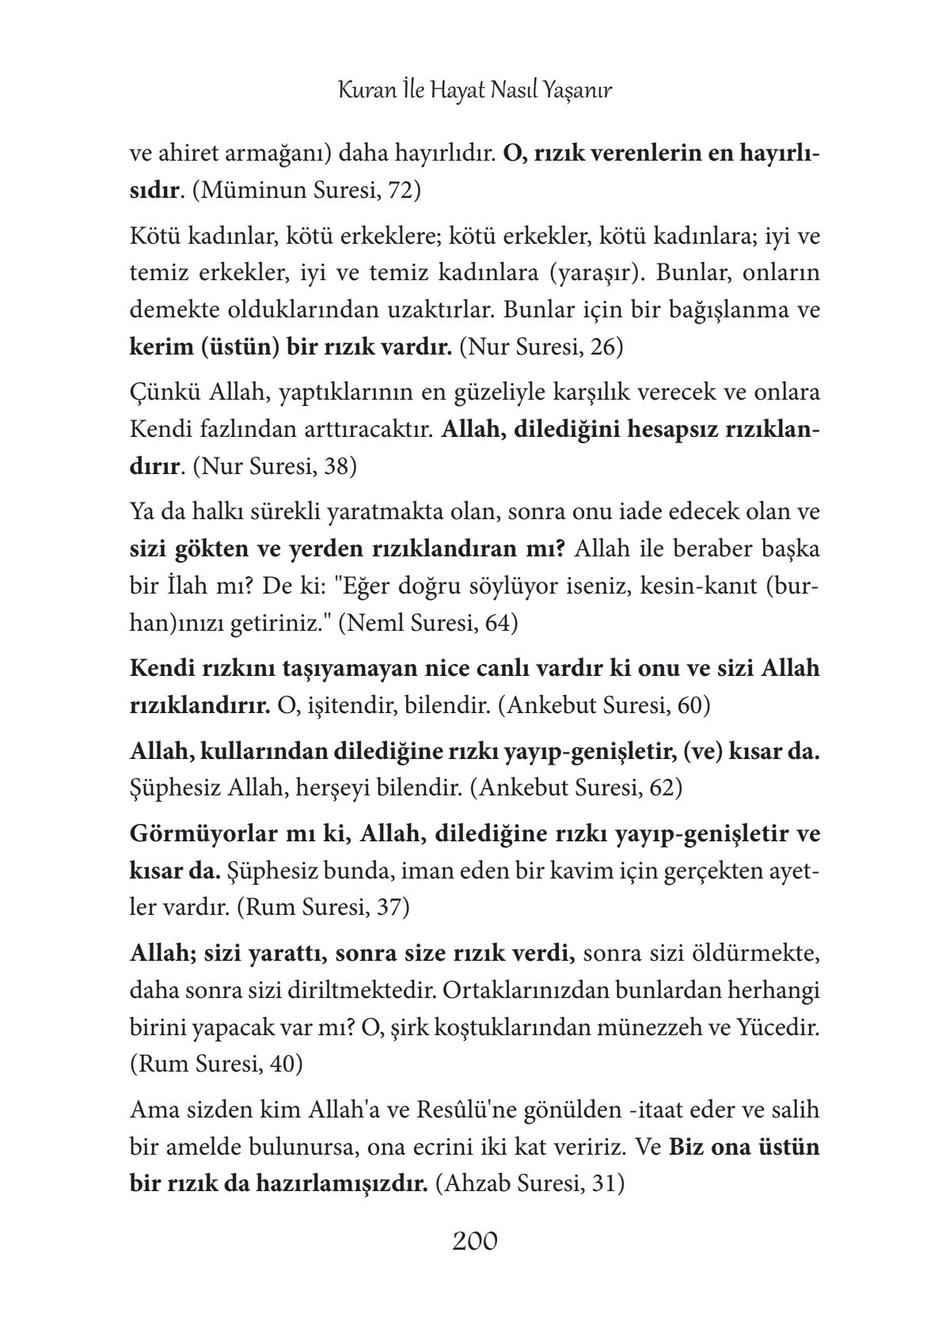 Kuran İle Hayat Nasıl Yaşanır
ve ahiret armağanı) daha hayırlıdır. O, rızık verenlerin en hayırlı-
sıdır. (Müminun Suresi, 72)
Kötü kadınlar, kötü erkeklere; kötü erkekler, kötü kadınlara; iyi ve
temiz erkekler, iyi ve temiz kadınlara (yaraşır). Bunlar, onların
demekte olduklarından uzaktırlar. Bunlar için bir bağışlanma ve
kerim (üstün) bir rızık vardır. (Nur Suresi, 26)
Çünkü Allah, yaptıklarının en güzeliyle karşılık verecek ve onlara
Kendi fazlından arttıracaktır. Allah, dilediğini hesapsız rızıklan-
dırır. (Nur Suresi, 38)
Ya da halkı sürekli yaratmakta olan, sonra onu iade edecek olan ve
sizi gökten ve yerden rızıklandıran mı? Allah ile beraber başka
bir İlah mı? De ki: "Eğer doğru söylüyor iseniz, kesin-kanıt (bur-
han)ınızı getiriniz." (Neml Suresi, 64)
Kendi rızkını taşıyamayan nice canlı vardır ki onu ve sizi Allah
rızıklandırır. O, işitendir, bilendir. (Ankebut Suresi, 60)
Allah, kullarından dilediğine rızkı yayıp-genişletir, (ve) kısar da.
Şüphesiz Allah, herşeyi bilendir. (Ankebut Suresi, 62)
Görmüyorlar mı ki, Allah, dilediğine rızkı yayıp-genişletir ve
kısar da. Şüphesiz bunda, iman eden bir kavim için gerçekten ayet-
ler vardır. (Rum Suresi, 37)
Allah; sizi yarattı, sonra size rızık verdi, sonra sizi öldürmekte,
daha sonra sizi diriltmektedir. Ortaklarınızdan bunlardan herhangi
birini yapacak var mı? O, şirk koştuklarından münezzeh ve Yücedir.
(Rum Suresi, 40)
Ama sizden kim Allah'a ve Resûlü'ne gönülden -itaat eder ve salih
bir amelde bulunursa, ona ecrini iki kat veririz. Ve Biz ona üstün
bir rızık da hazırlamışızdır. (Ahzab Suresi, 31)
200